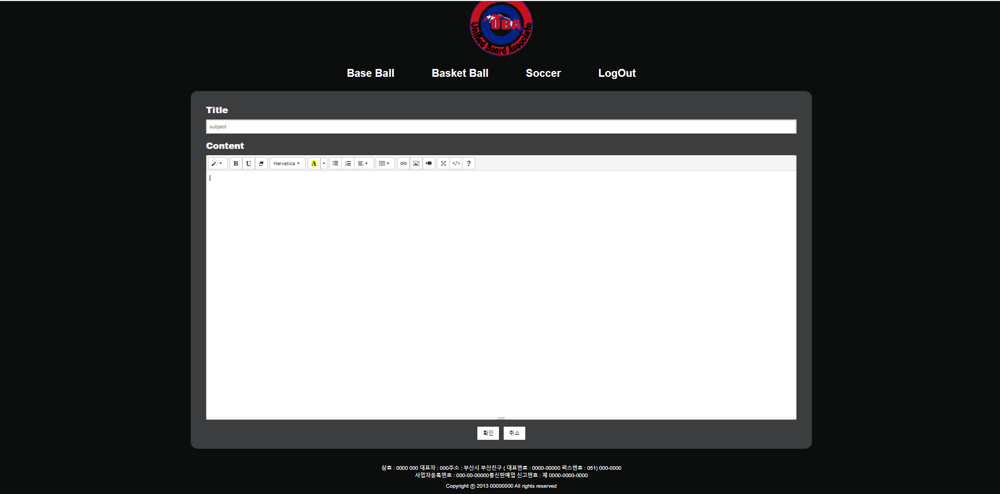 UBA
Unified Board Associate
Base Ball Basket Ball Soccer LogOut
Title
subject
Content
B U Helvetica A </> ?
확인 취소
상호 : 0000 000 대표자 : 000주소 : 부산시 부산진구 ( 대표번호 : 0000-00000 팩스번호 : 051) 000-0000
사업자등록번호 : 000-00-00000통신판매업 신고번호 : 제 0000-0000-0000
Copyright ⓒ 2013 00000000 All rights reserved